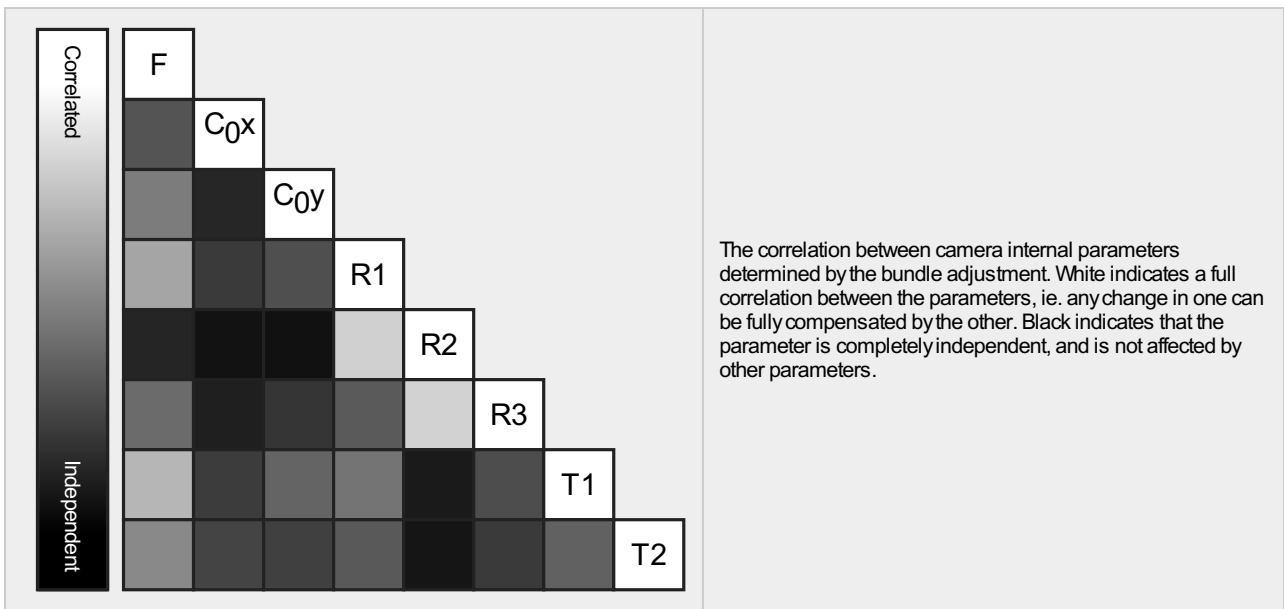 Correlated
Independent
F
C0x
C0y
R1
R2
R3
T1
T2
The correlation between camera internal parameters
determined by the bundle adjustment. White indicates a full
correlation between the parameters, ie. any change in one can
be fully compensated by the other. Black indicates that the
parameter is completely independent, and is not affected by
other parameters.